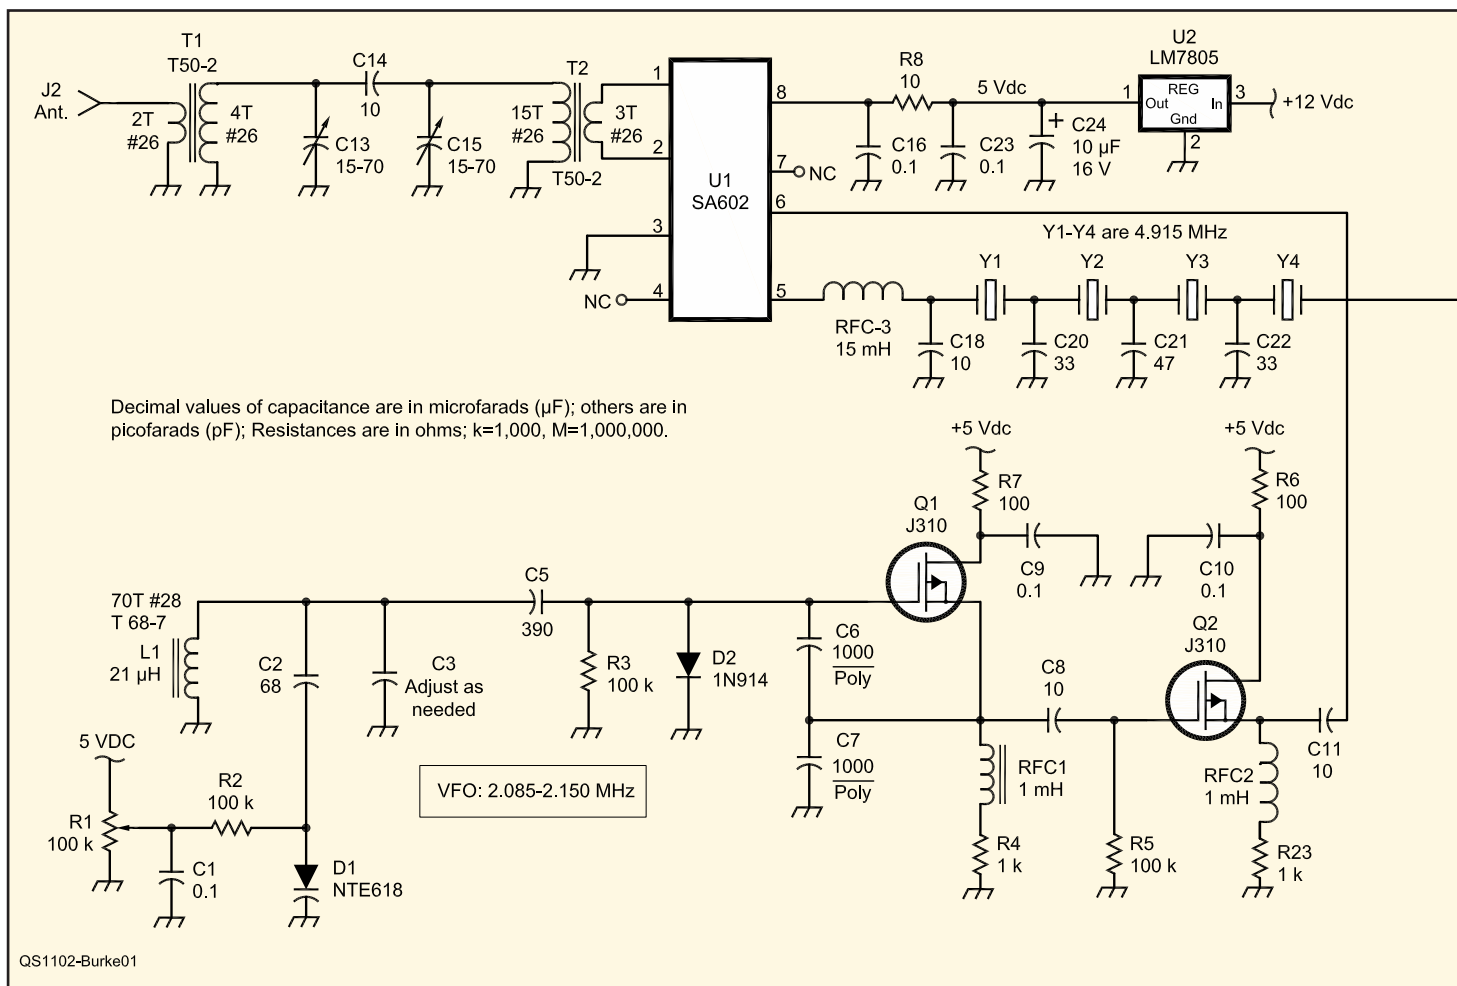 T1
T50-2
J2
Ant.
2T
#26
4T
#26
C14
10
C13
15-70
C15
15-70
T2
15T
#26
3T
#26
T50-2
1
2
3
4
NC
U1
SA602
8
7
NC
6
5
R8
10
5 Vdc
C16
0.1
C23
0.1
+
C24
10 µF
16 V
U2
LM7805
1
REG
Out
In
Gnd
3
2
+12 Vdc
Y1-Y4 are 4.915 MHz
Y1
Y2
Y3
Y4
RFC-3
15 mH
C18
10
C20
33
C21
47
C22
33
Decimal values of capacitance are in microfarads (µF); others are in
picofarads (pF); Resistances are in ohms; k=1,000, M=1,000,000.
+5 Vdc
R7
100
+5 Vdc
R6
100
Q1
J310
C9
0.1
C10
0.1
Q2
J310
70T #28
T 68-7
L1
21 µH
C2
68
C3
Adjust as
needed
C5
390
R3
100 k
D2
1N914
C6
1000
Poly
C7
1000
Poly
C8
10
RFC1
1 mH
R4
1 k
R5
100 k
RFC2
1 mH
R23
1 k
C11
10
5 VDC
R1
100 k
R2
100 k
C1
0.1
D1
NTE618
VFO: 2.085-2.150 MHz
QS1102-Burke01